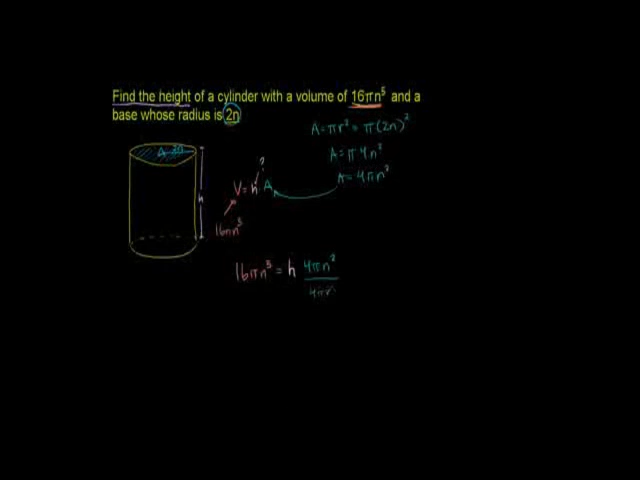 Find the height of a cylinder with a volume of 16πn⁵ and a
base whose radius is 2n
A=πr²=π(2n)²
A=π4n²
A=4πn²
?
V=hA
h
16πn⁵
16πn⁵=h 4πn²